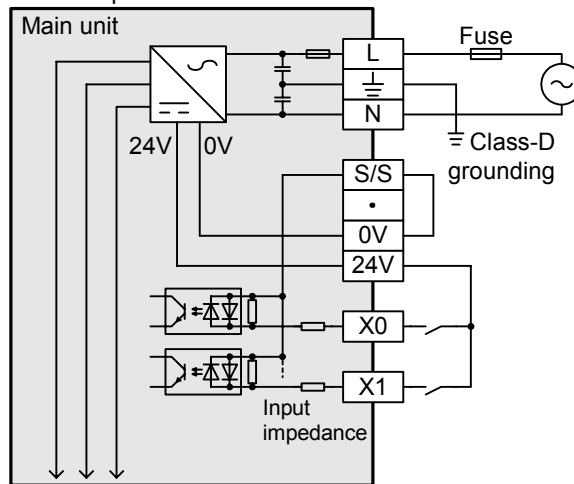 Main unit
L
Fuse
N
24V
0V
Class-D
grounding
S/S
•
0V
24V
X0
X1
Input
impedance